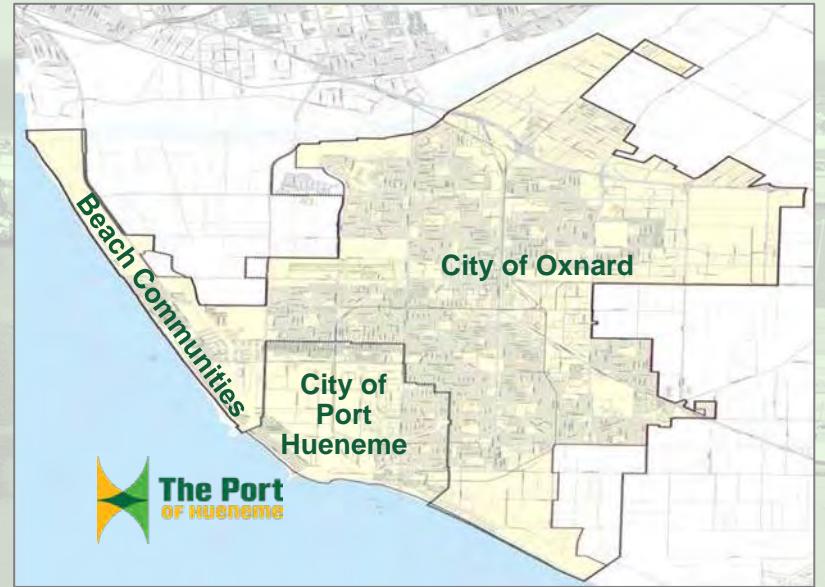 Beach Communities
City of Oxnard
City of
Port
Hueneme
The Port
OF HUENEME